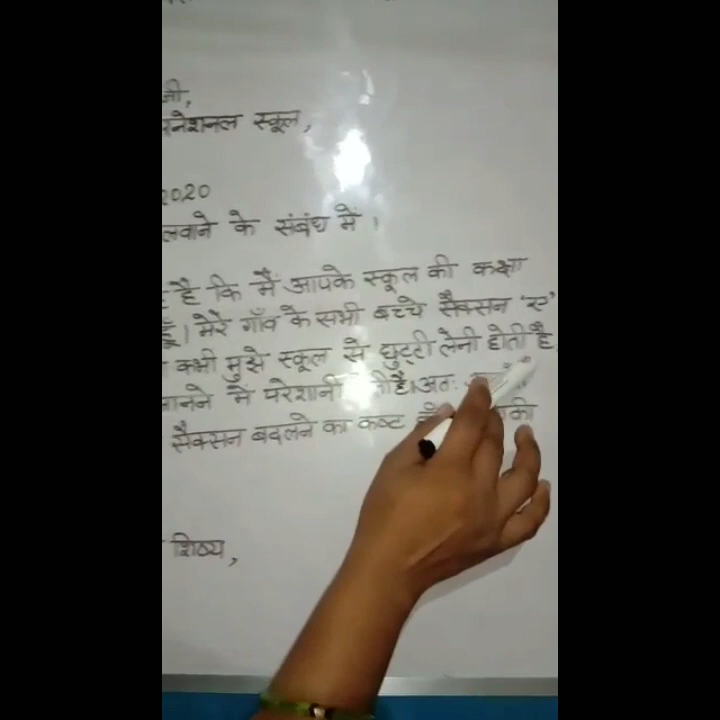 जी,
नेशनल स्कूल,
2020
लवाने के संबंध में ।
है कि मैं आपके स्कूल की कक्षा
हूँ। मेरे गाँव के सभी बच्चे सैक्सन 'ए'
कभी मुझे स्कूल से छुट्टी लेनी होती है
ानने में परेशानी ती है।अतः
सैक्सन बदलने का कष्ट की
शिष्य,